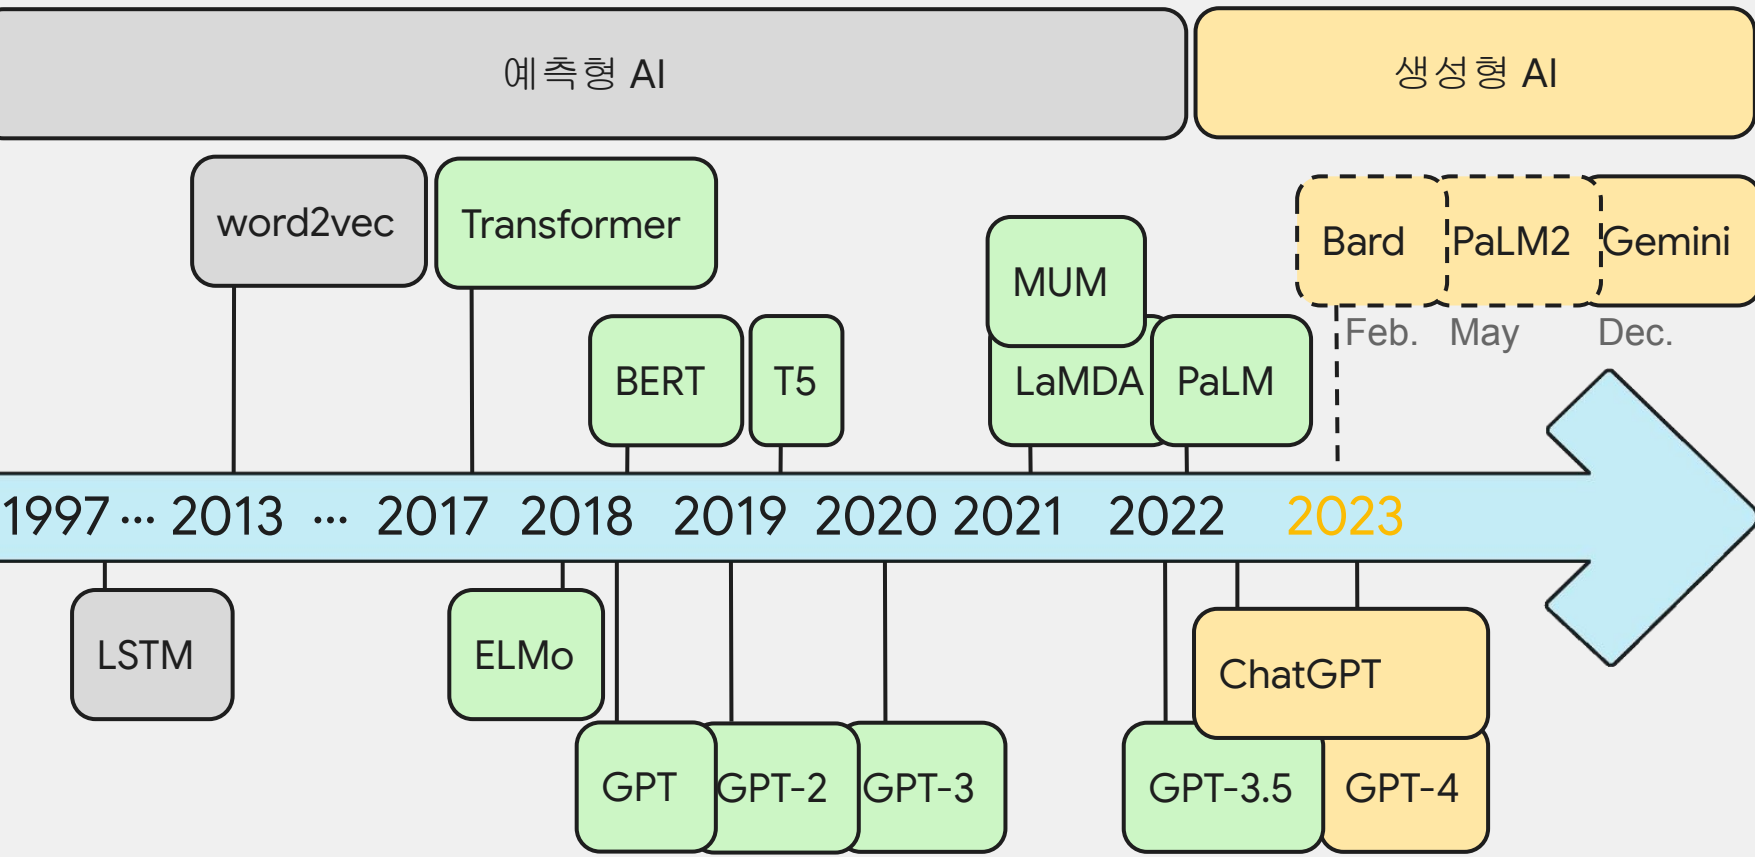 예측형 AI
생성형 AI
word2vec
Transformer
MUM
Bard
PaLM2
Gemini
Feb.
May
Dec.
BERT
T5
LaMDA
PaLM
1997 ... 2013 ... 2017 2018 2019 2020 2021 2022 2023
LSTM
ELMo
ChatGPT
GPT
GPT-2
GPT-3
GPT-3.5
GPT-4